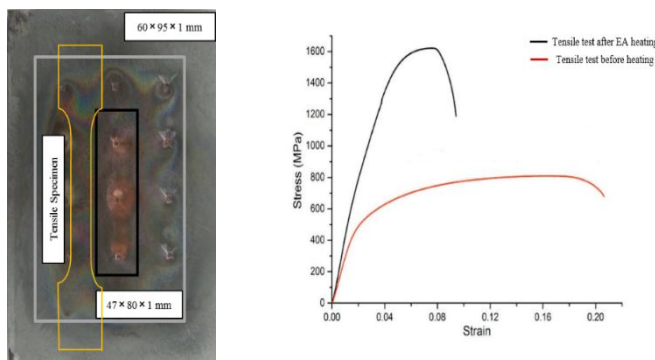 60 × 95 × 1 mm
Tensile Specimen
47 × 80 × 1 mm
Tensile test after EA heating
Tensile test before heating
Stress (MPa)
1600
1400
1200
1000
800
600
400
200
0
0.00 0.04 0.08 0.12 0.16 0.20
Strain